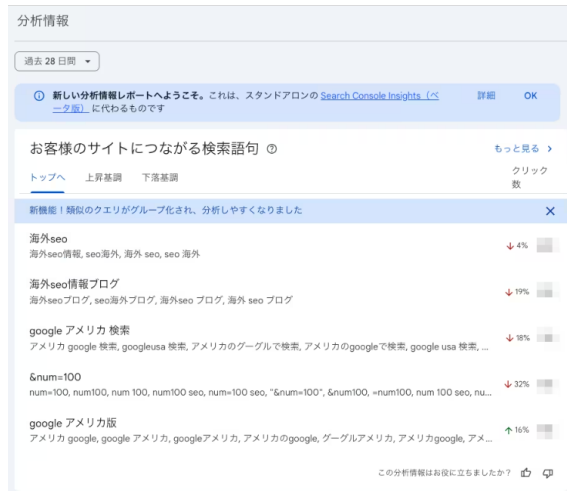 分析情報
過去 28 日間
新しい分析情報レポートへようこそ。これは、スタンドアロンの Search Console Insights（ベ
ータ版） に代わるものです
詳細
OK
お客様のサイトにつながる検索語句
もっと見る
トップへ
上昇基調
下落基調
クリック
数
新機能！類似のクエリがグループ化され、分析しやすくなりました
海外seo
海外seo情報, seo海外, 海外 seo, seo 海外
4%
海外seo情報ブログ
海外seoブログ, seo海外ブログ, 海外seo ブログ, 海外 seo ブログ
19%
google アメリカ 検索
アメリカ google 検索, googleusa 検索, アメリカのグーグルで検索, アメリカのgoogleで検索, google usa 検索, ...
18%
&num=100
num=100, num100, num 100, num100 seo, num=100 seo, "&num=100", &num100, =num100, num 100 seo, nu...
32%
google アメリカ版
アメリカ google, google アメリカ, googleアメリカ, アメリカのgoogle, グーグルアメリカ, アメリカgoogle, アメ...
16%
この分析情報はお役に立ちましたか？